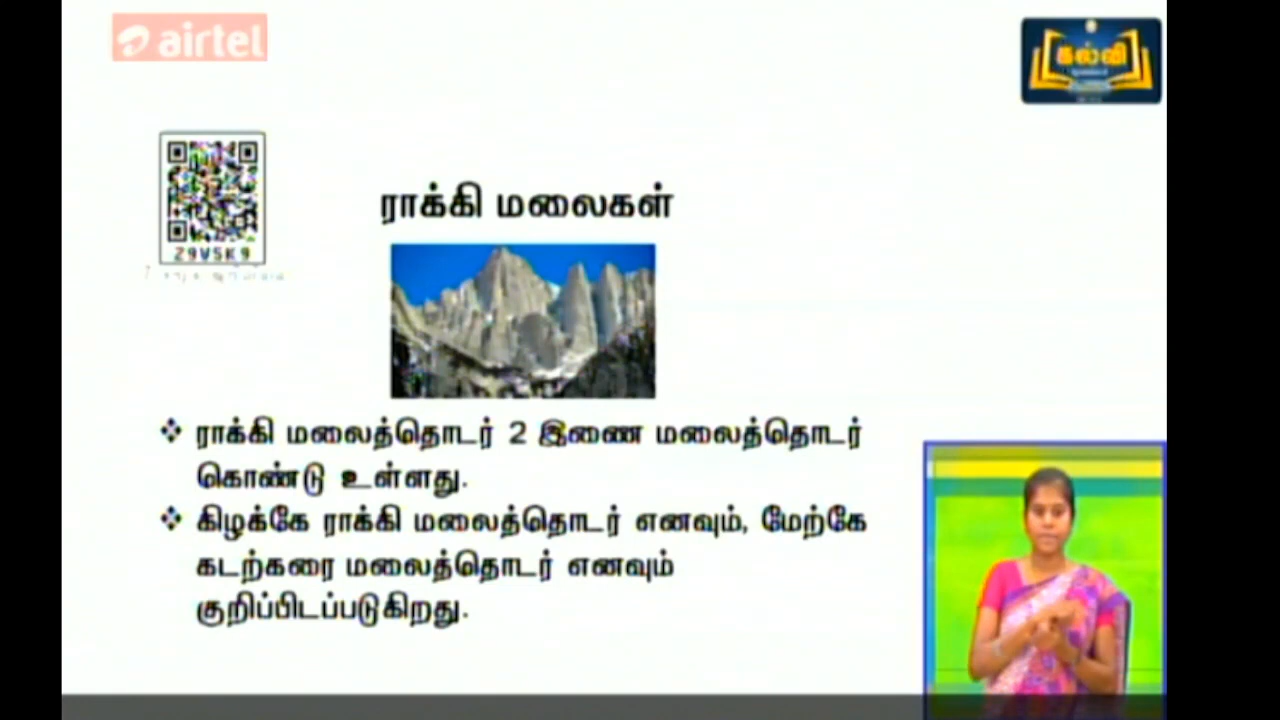 airtel
கல்வி
Z9V5K9
ராக்கி மலைகள்
❖ ராக்கி மலைத்தொடர் 2 இணை மலைத்தொடர்
கொண்டு உள்ளது.
❖ கிழக்கே ராக்கி மலைத்தொடர் எனவும், மேற்கே
கடற்கரை மலைத்தொடர் எனவும்
குறிப்பிடப்படுகிறது.